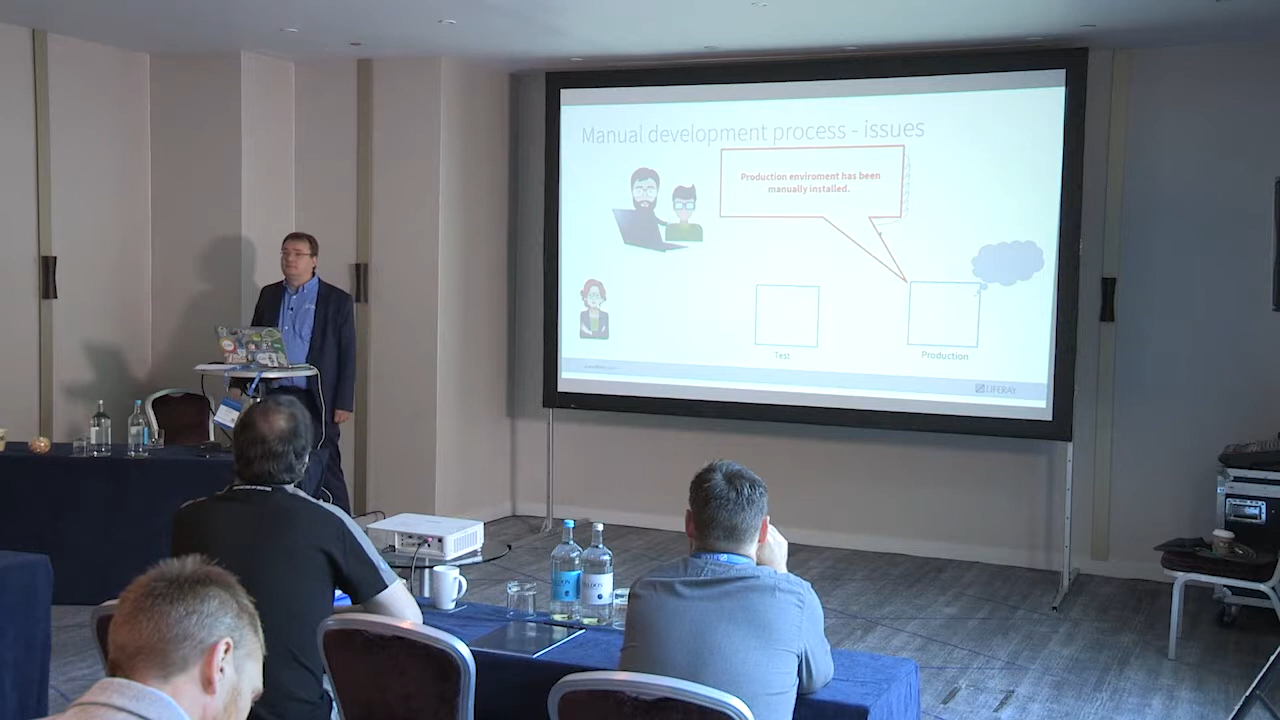 Manual development process - issues
Production enviroment has been
manually installed.
Test
Production
LIFERAY